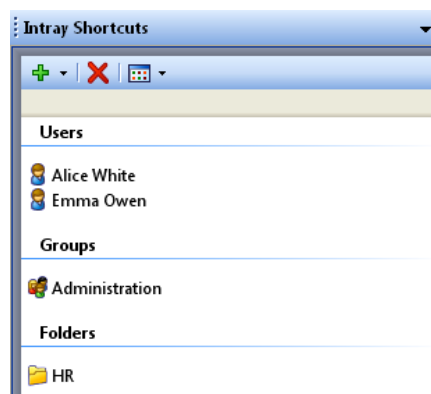 Intray Shortcuts
Users
Alice White
Emma Owen
Groups
Administration
Folders
HR